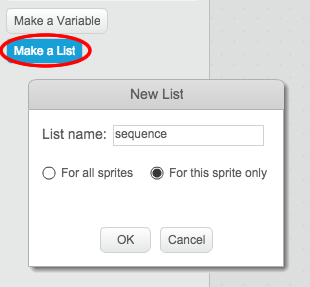 Make a Variable
Make a List
New List
List name: sequence
For all sprites For this sprite only
OK Cancel